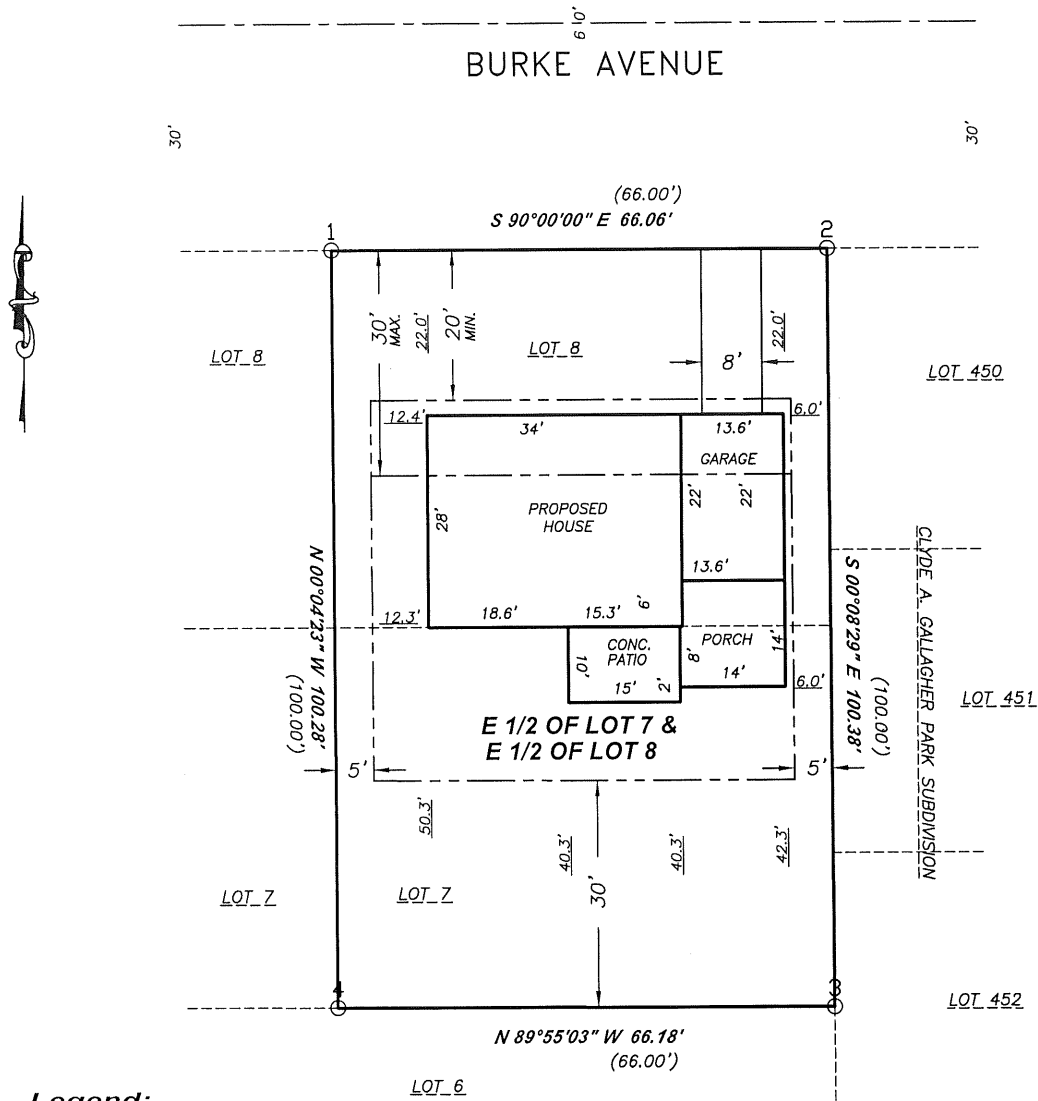 60'
BURKE AVENUE
30'
30'
(66.00')
S 90°00'00" E 66.06'
1
2
30'
MAX.
22.0'
20'
MIN.
LOT 8
LOT 8
8'
22.0'
LOT 450
12.4'
34'
13.6'
6.0'
GARAGE
PROPOSED
HOUSE
28'
22'
22'
13.6'
12.3'
18.6'
15.3'
6'
CONC.
PATIO
PORCH
10'
15'
2'
8'
14'
14'
6.0'
N 00°04'23" W 100.28'
(100.00')
S 00°08'29" E 100.38'
(100.00')
CLYDE A. GALLAGHER PARK SUBDIVISION
LOT 451
E 1/2 OF LOT 7 &
E 1/2 OF LOT 8
5'
5'
50.3'
40.3'
40.3'
42.3'
30'
LOT 7
LOT 7
4
3
LOT 452
N 89°55'03" W 66.18'
(66.00')
LOT 6
Legend: